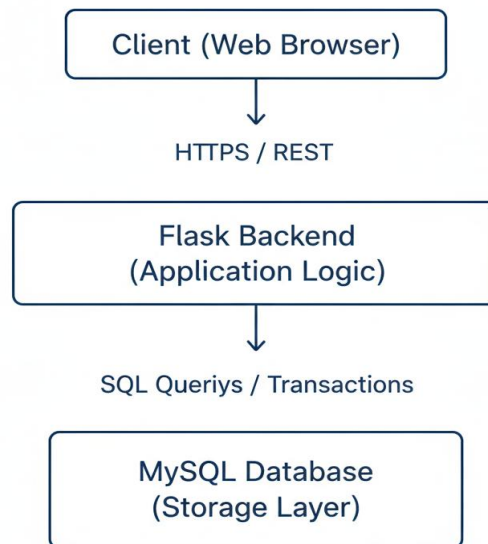 Client (Web Browser)
HTTPS / REST
Flask Backend
(Application Logic)
SQL Queriys / Transactions
MySQL Database
(Storage Layer)